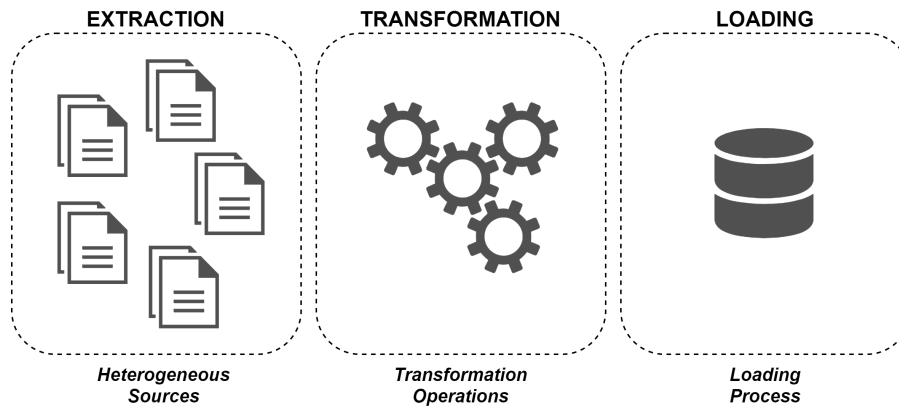 EXTRACTION
TRANSFORMATION
LOADING
Heterogeneous
Sources
Transformation
Operations
Loading
Process